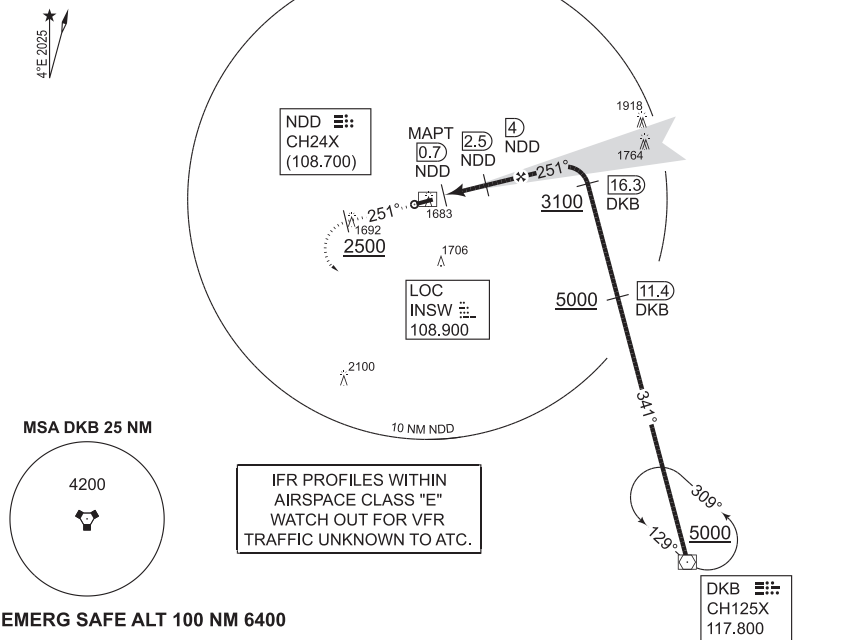 4°E 2025
1918
1764
NDD
CH24X
(108.700)
MAPT
0.7
NDD
2.5
NDD
4
NDD
251°
16.3
DKB
3100
251°
1683
1692
2500
1706
LOC
INSW
108.900
5000
11.4
DKB
2100
341°
10 NM NDD
MSA DKB 25 NM
4200
IFR PROFILES WITHIN
AIRSPACE CLASS "E"
WATCH OUT FOR VFR
TRAFFIC UNKNOWN TO ATC.
309°
129°
5000
DKB
CH125X
117.800
EMERG SAFE ALT 100 NM 6400